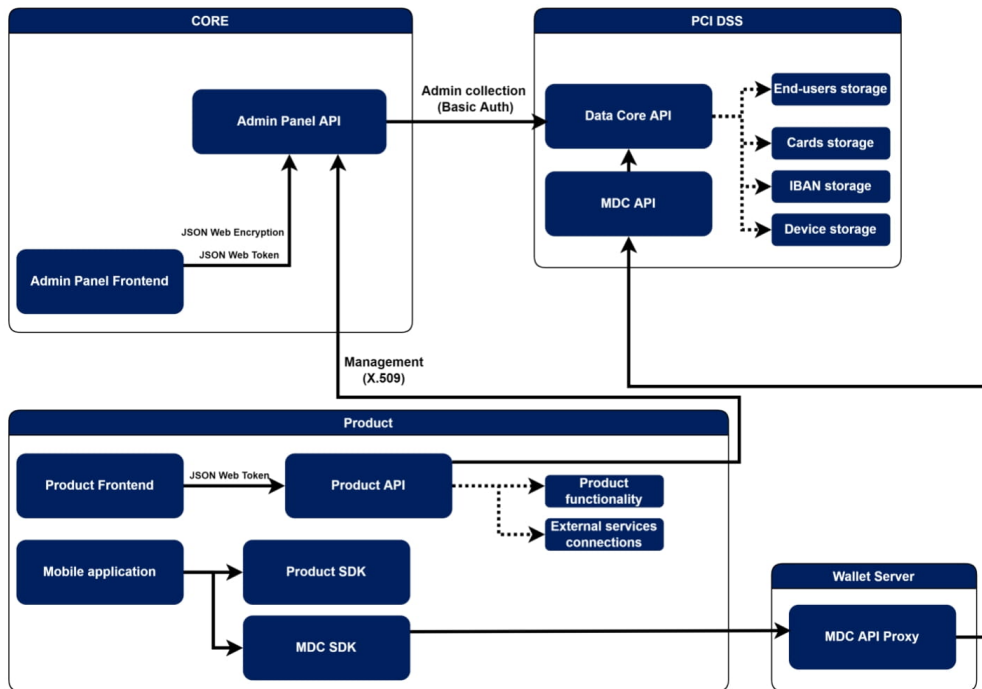 CORE
PCI DSS
Admin Panel API
Admin collection
(Basic Auth)
Data Core API
End-users storage
Cards storage
IBAN storage
Device storage
MDC API
JSON Web Encryption
JSON Web Token
Admin Panel Frontend
Management
(X.509)
Product
Product Frontend
JSON Web Token
Product API
Product
functionality
External services
connections
Mobile application
Product SDK
MDC SDK
Wallet Server
MDC API Proxy